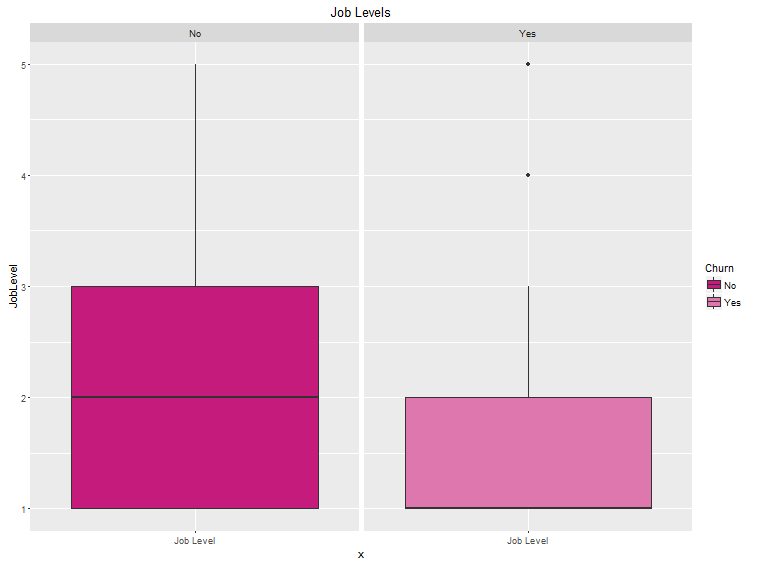 Job Levels
No
Yes
5
4
3
2
1
JobLevel
Job Level
Job Level
x
Churn
No
Yes